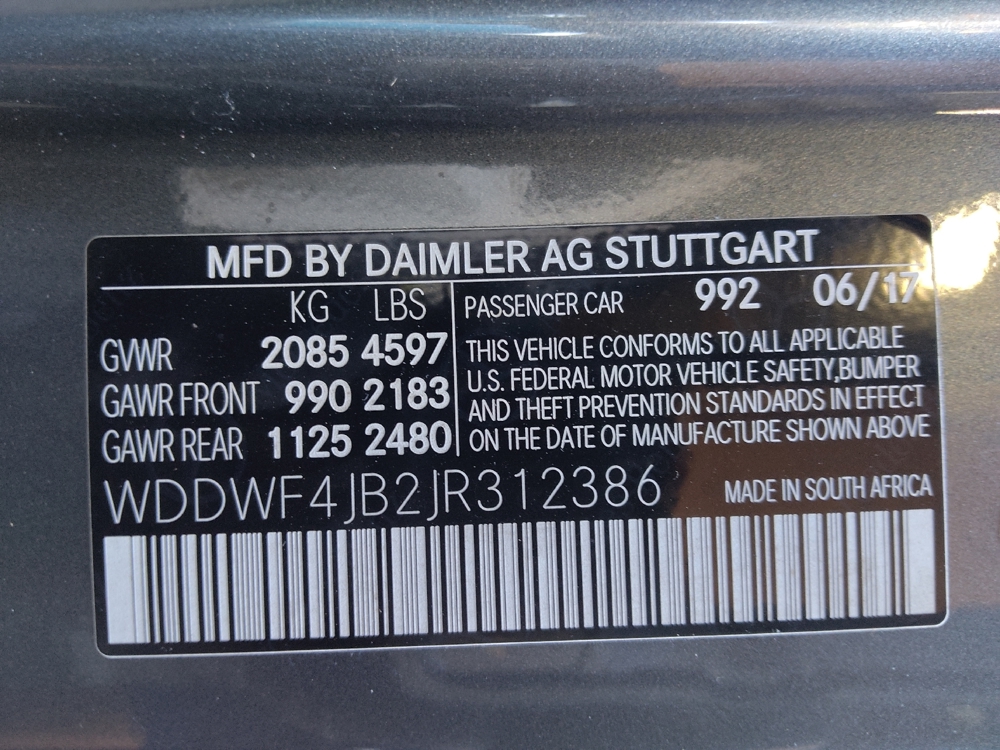 MFD BY DAIMLER AG STUTTGART
KG LBS
GVWR 2085 4597
GAWR FRONT 990 2183
GAWR REAR 1125 2480
PASSENGER CAR 992 06/17
THIS VEHICLE CONFORMS TO ALL APPLICABLE
U.S. FEDERAL MOTOR VEHICLE SAFETY,BUMPER
AND THEFT PREVENTION STANDARDS IN EFFECT
ON THE DATE OF MANUFACTURE SHOWN ABOVE
WDDWF4JB2JR312386 MADE IN SOUTH AFRICA